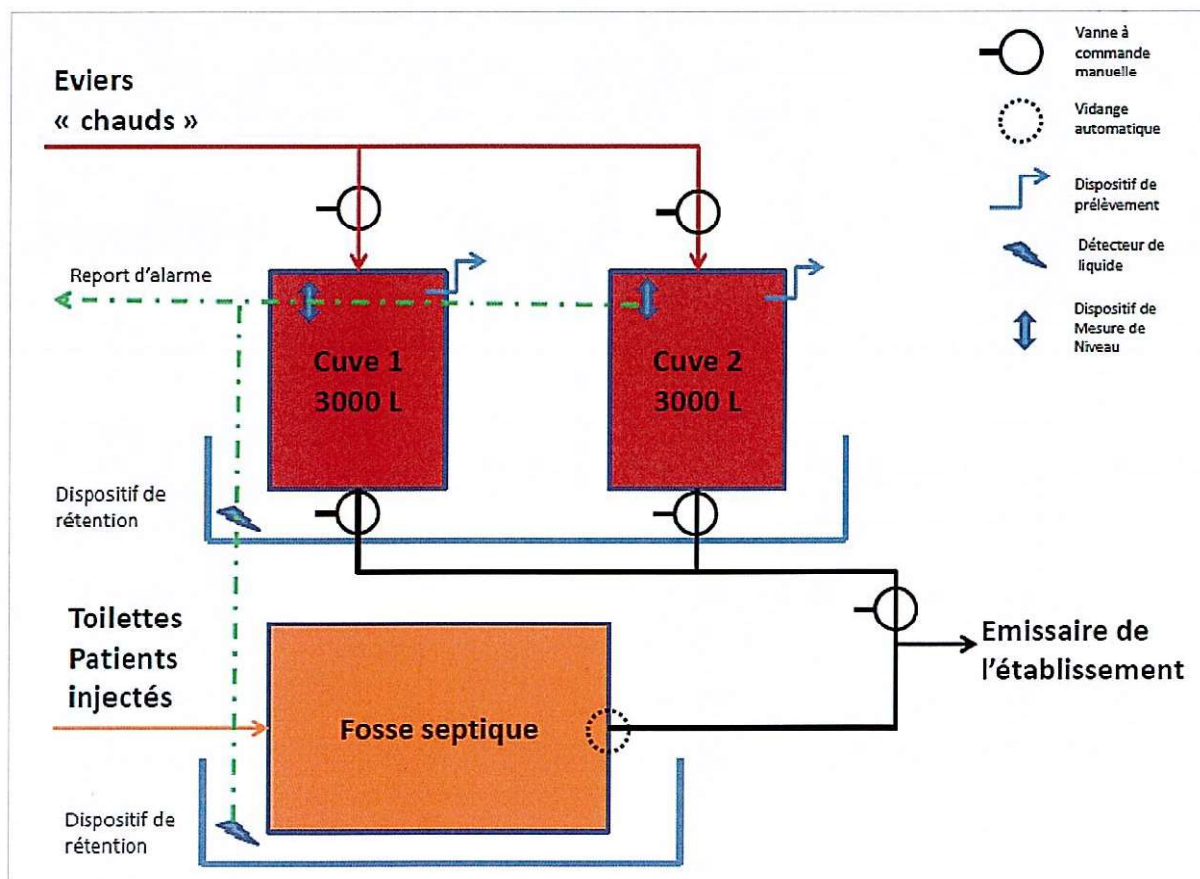 Eviers
« chauds »
Vanne à
commande
manuelle
Vidange
automatique
Dispositif de
prélèvement
Détecteur de
liquide
Dispositif de
Mesure de
Niveau
Report d'alarme
Cuve 1
3000 L
Cuve 2
3000 L
Dispositif de
rétention
Toilettes
Patients
injectés
Fosse septique
Emissaire de
l'établissement
Dispositif de
rétention